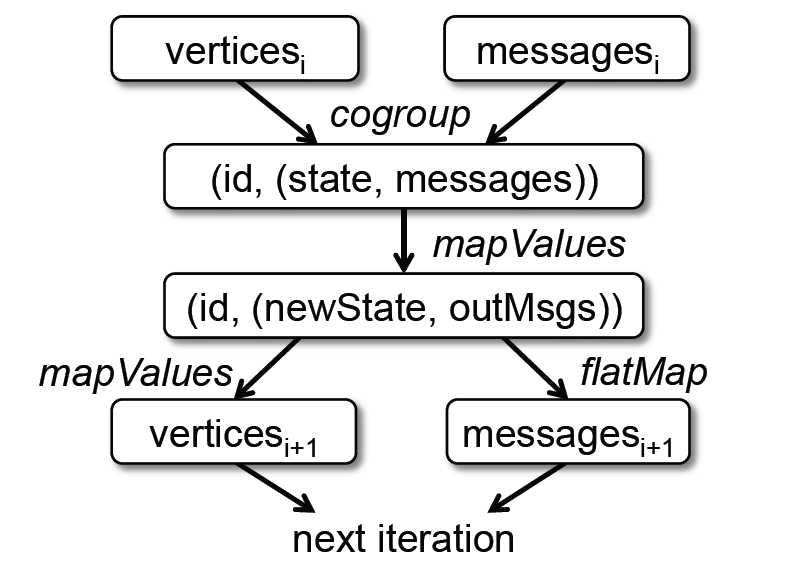 vertices_i messages_i
cogroup
(id, (state, messages))
mapValues
(id, (newState, outMsgs))
mapValues flatMap
vertices_i+1 messages_i+1
next iteration